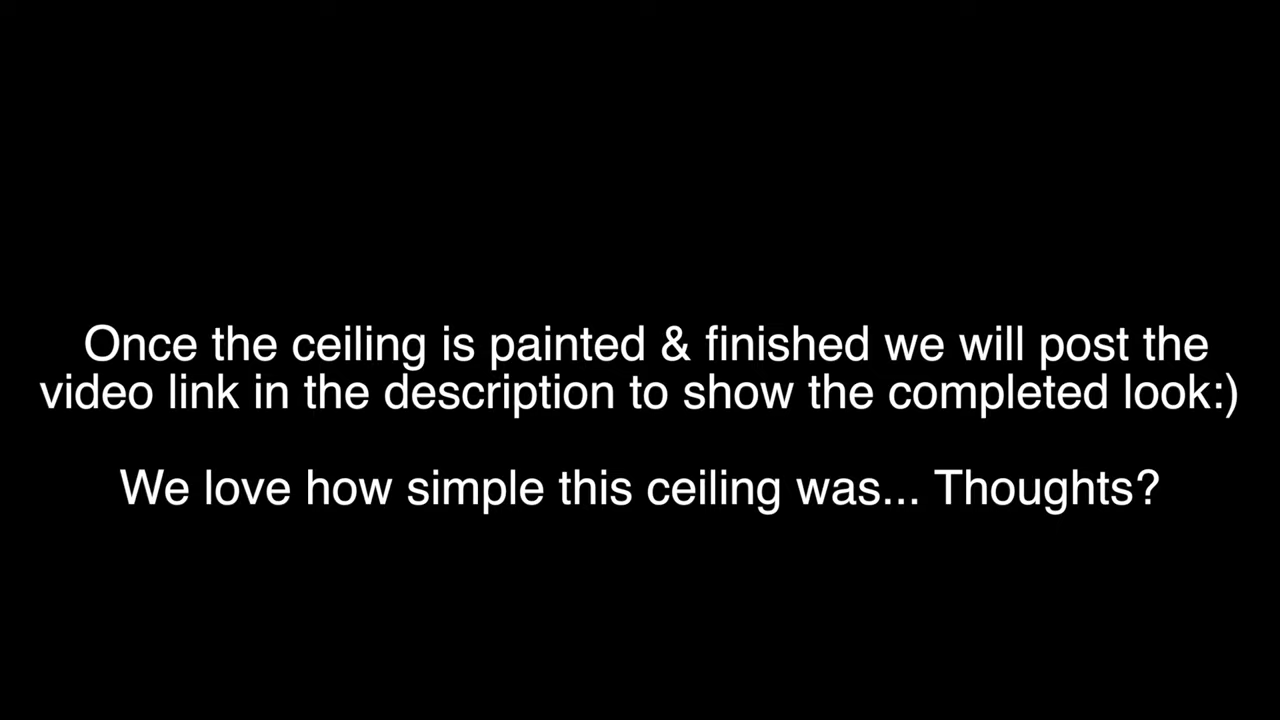 Once the ceiling is painted & finished we will post the
video link in the description to show the completed look:)
We love how simple this ceiling was... Thoughts?